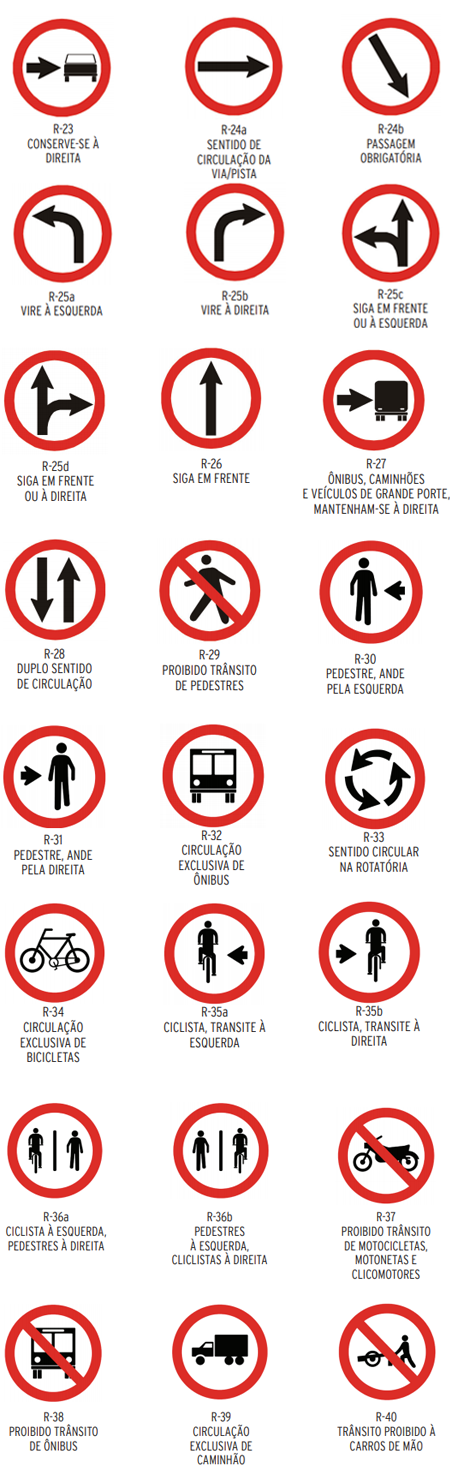 R-23
CONSERVE-SE À
DIREITA
R-24a
SENTIDO DE
CIRCULAÇÃO DA
VIA/PISTA
R-24b
PASSAGEM
OBRIGATÓRIA
R-25a
VIRE À ESQUERDA
R-25b
VIRE À DIREITA
R-25c
SIGA EM FRENTE
OU À ESQUERDA
R-25d
SIGA EM FRENTE
OU À DIREITA
R-26
SIGA EM FRENTE
R-27
ÔNIBUS, CAMINHÕES
E VEÍCULOS DE GRANDE PORTE,
MANTENHAM-SE À DIREITA
R-28
DUPLO SENTIDO
DE CIRCULAÇÃO
R-29
PROIBIDO TRÂNSITO
DE PEDESTRES
R-30
PEDESTRE, ANDE
PELA ESQUERDA
R-31
PEDESTRE, ANDE
PELA DIREITA
R-32
CIRCULAÇÃO
EXCLUSIVA DE
ÔNIBUS
R-33
SENTIDO CIRCULAR
NA ROTATÓRIA
R-34
CIRCULAÇÃO
EXCLUSIVA DE
BICICLETAS
R-35a
CICLISTA, TRANSITE À
ESQUERDA
R-35b
CICLISTA, TRANSITE À
DIREITA
R-36a
CICLISTA À ESQUERDA,
PEDESTRES À DIREITA
R-36b
PEDESTRES
À ESQUERDA,
CLICLISTAS À DIREITA
R-37
PROIBIDO TRÂNSITO
DE MOTOCICLETAS,
MOTONETAS E
CLICOMOTORES
R-38
PROIBIDO TRÂNSITO
DE ÔNIBUS
R-39
CIRCULAÇÃO
EXCLUSIVA DE
CAMINHÃO
R-40
TRÂNSITO PROIBIDO À
CARROS DE MÃO